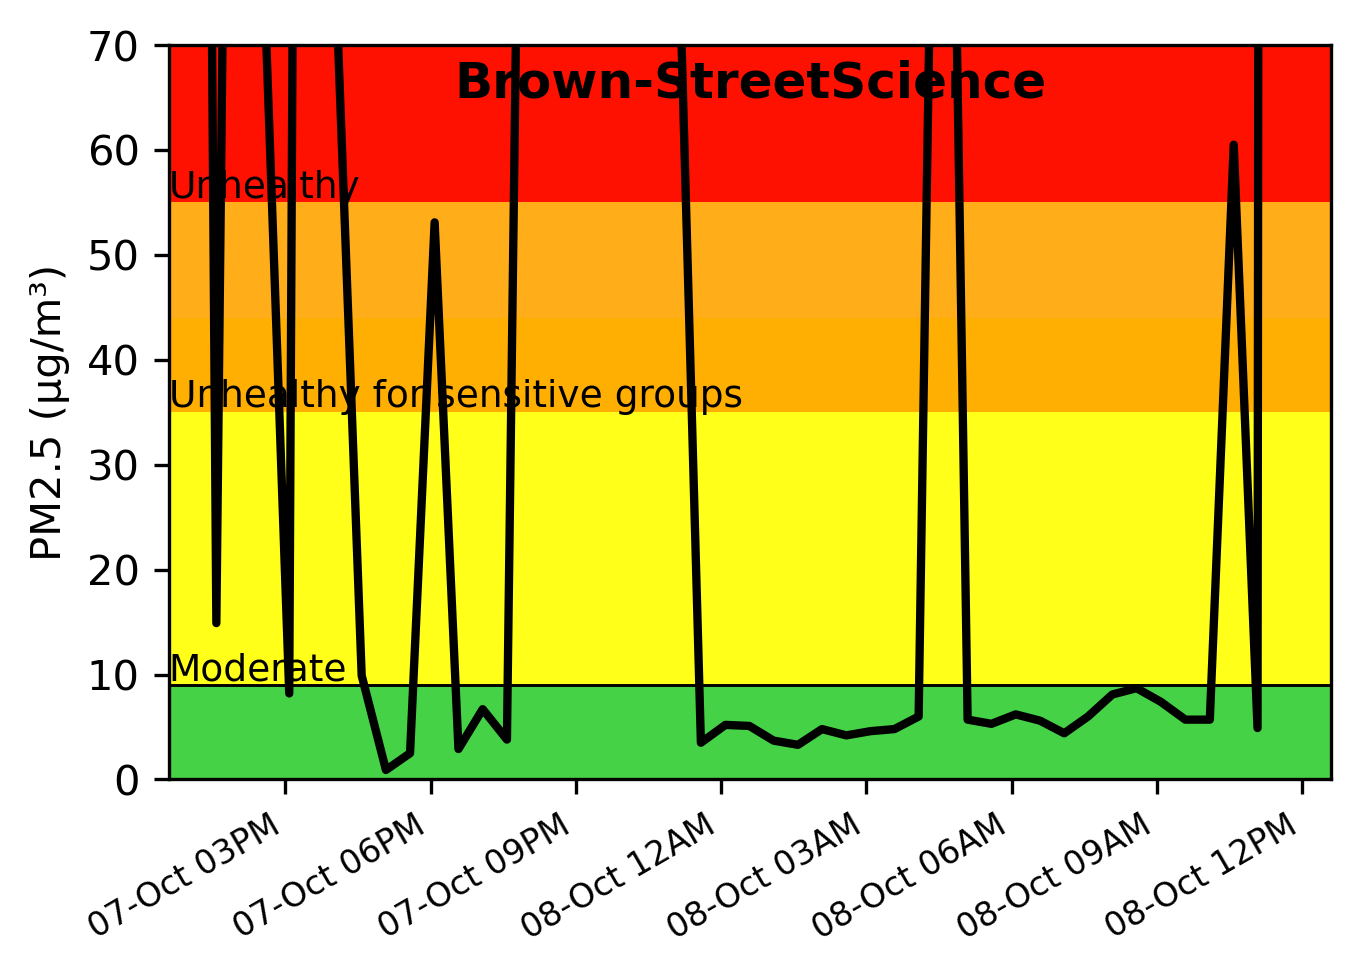 Brown-StreetScience
70
60
50
40
30
20
10
0
PM2.5 (µg/m³)
Unhealthy
Unhealthy for sensitive groups
Moderate
07-Oct 03PM
07-Oct 06PM
07-Oct 09PM
08-Oct 12AM
08-Oct 03AM
08-Oct 06AM
08-Oct 09AM
08-Oct 12PM